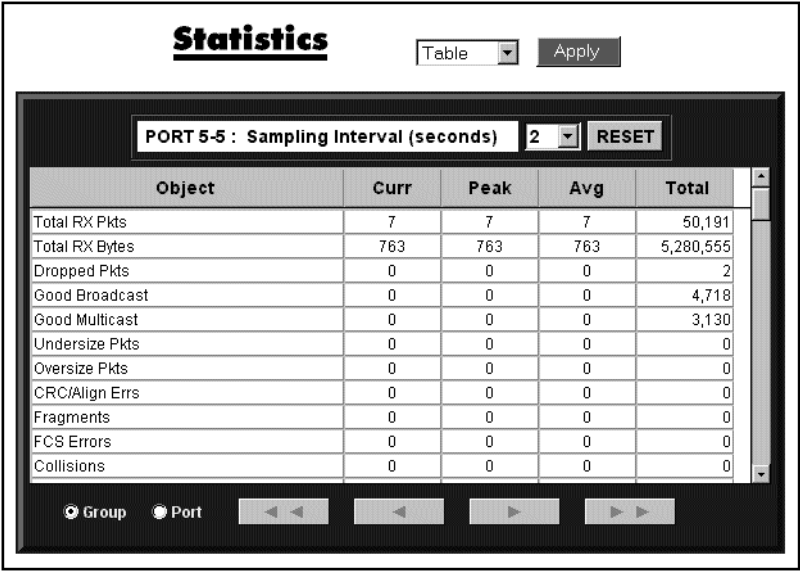 Statistics
Table Apply
PORT 5-5 : Sampling Interval (seconds) 2 RESET
Object Curr Peak Avg Total
Total RX Pkts 7 7 7 50,191
Total RX Bytes 763 763 763 5,280,555
Dropped Pkts 0 0 0 2
Good Broadcast 0 0 0 4,718
Good Multicast 0 0 0 3,130
Undersize Pkts 0 0 0 0
Oversize Pkts 0 0 0 0
CRC/Align Errs 0 0 0 0
Fragments 0 0 0 0
FCS Errors 0 0 0 0
Collisions 0 0 0 0
Group Port